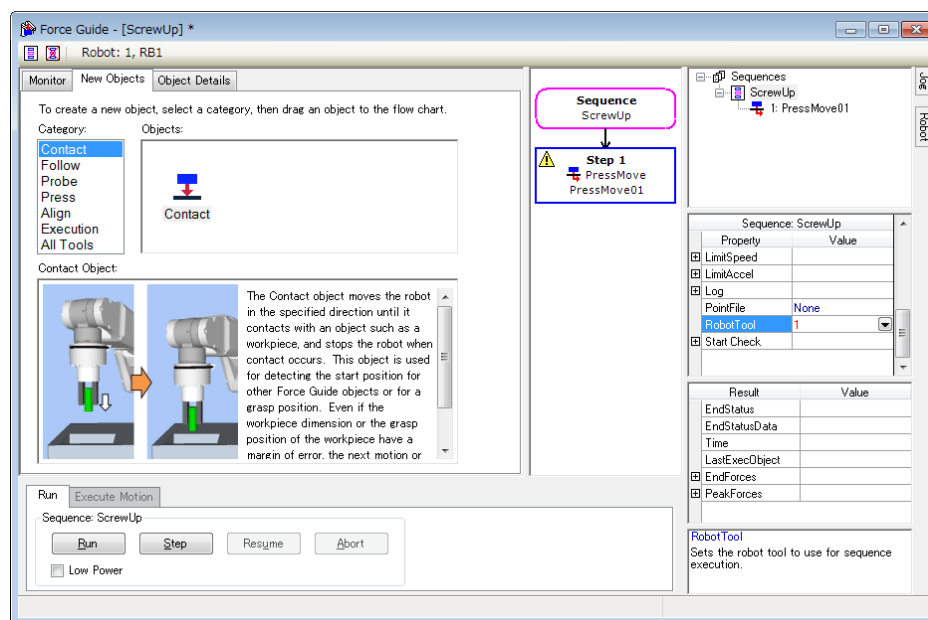 Force Guide - [ScrewUp] *
Robot: 1, RB1
Monitor New Objects Object Details
To create a new object, select a category, then drag an object to the flow chart.
Category: Objects:
Contact
Follow
Probe
Press
Align
Execution
All Tools
Contact
Contact Object:
The Contact object moves the robot
in the specified direction until it
contacts with an object such as a
workpiece, and stops the robot when
contact occurs. This object is used
for detecting the start position for
other Force Guide objects or for a
grasp position. Even if the
workpiece dimension or the grasp
position of the workpiece have a
margin of error, the next motion or
Sequence
ScrewUp
Step 1
PressMove
PressMove01
Sequences
ScrewUp
1: PressMove01
Jog
Robot
Sequence: ScrewUp
Property Value
LimitSpeed
LimitAccel
Log
PointFile None
RobotTool 1
Start Check
Result Value
EndStatus
EndStatusData
Time
LastExecObject
EndForces
PeakForces
RobotTool
Sets the robot tool to use for sequence
execution.
Run Execute Motion
Sequence: ScrewUp
Run Step Resume Abort
Low Power